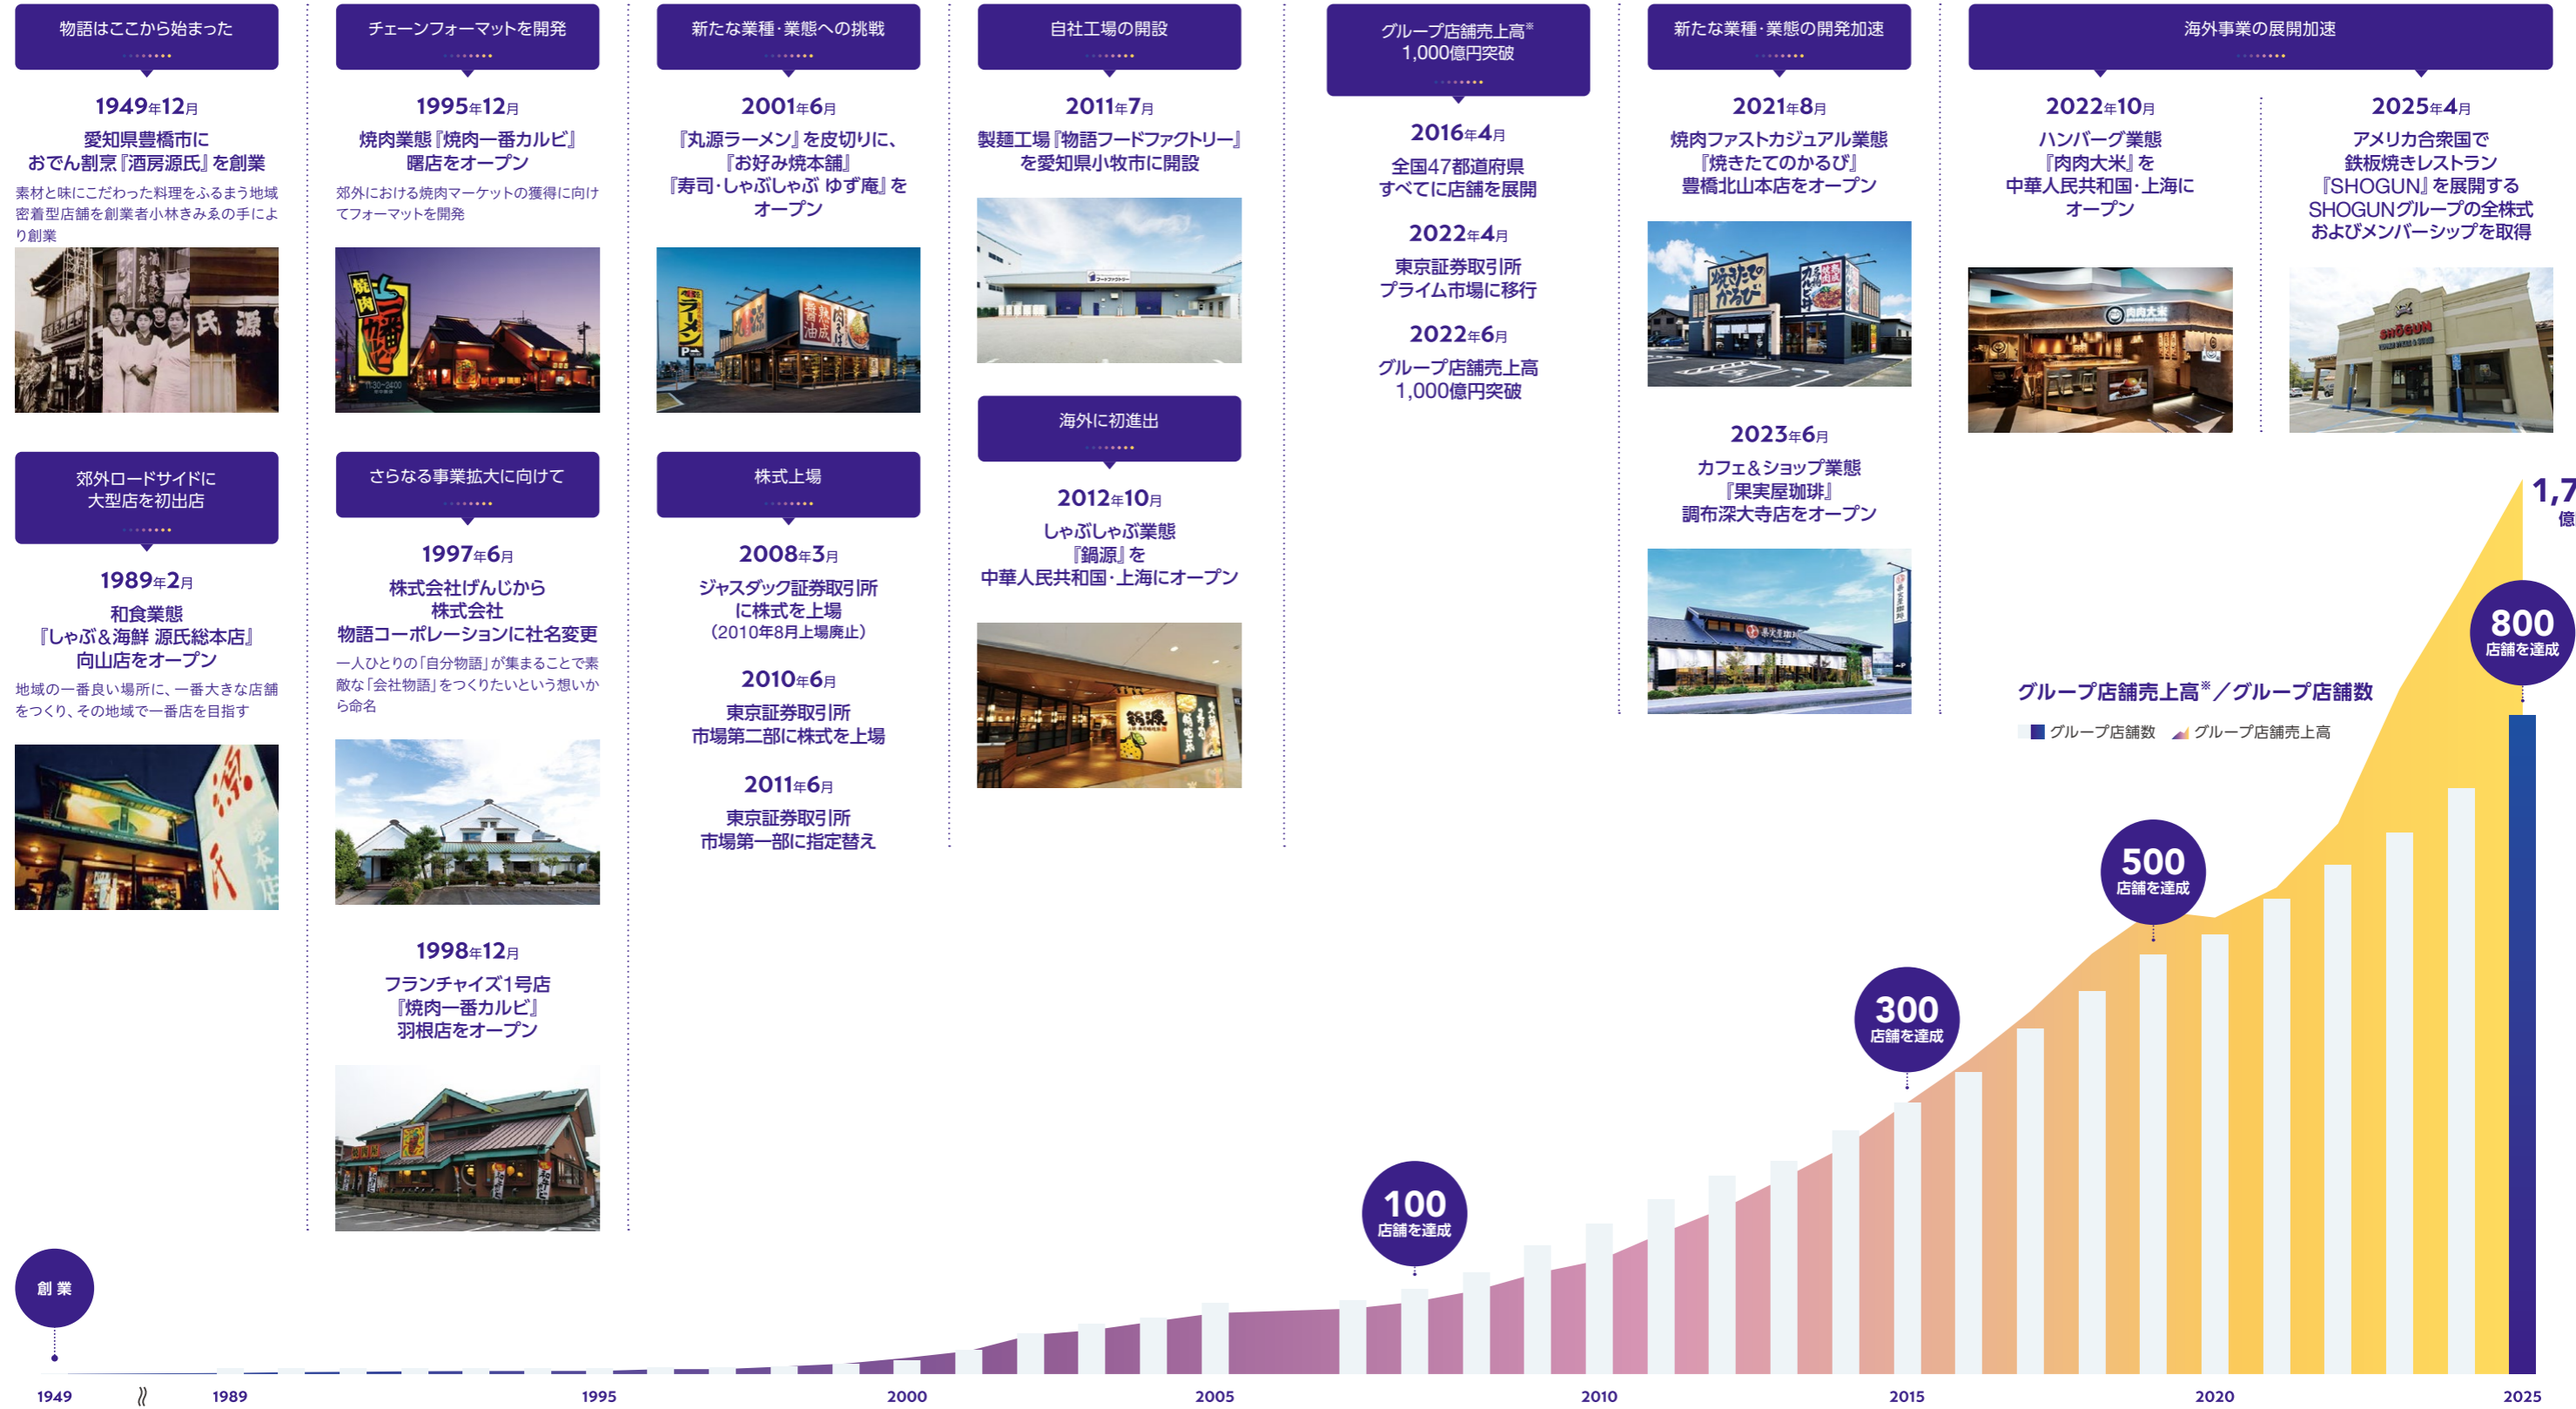 物語はここから始まった
1949年12月
愛知県豊橋市に
おでん割烹『酒房源氏』を創業
素材と味にこだわった料理をふるまう地域
密着型店舗を創業者小林きみゑの手によ
り創業
郊外ロードサイドに
大型店を初出店
1989年2月
和食業態
『しゃぶ&海鮮 源氏総本店』
向山店をオープン
地域の一番良い場所に、一番大きな店舗
をつくり、その地域で一番店を目指す
チェーンフォーマットを開発
1995年12月
焼肉業態『焼肉一番カルビ』
曙店をオープン
郊外における焼肉マーケットの獲得に向け
てフォーマットを開発
さらなる事業拡大に向けて
1997年6月
株式会社げんじから
株式会社
物語コーポレーションに社名変更
一人ひとりの「自分物語」が集まることで素
敵な「会社物語」をつくりたいという想いか
ら命名
1998年12月
フランチャイズ1号店
『焼肉一番カルビ』
羽根店をオープン
新たな業種・業態への挑戦
2001年6月
『丸源ラーメン』を皮切りに、
『お好み焼本舗』
『寿司・しゃぶしゃぶ ゆず庵』を
オープン
株式上場
2008年3月
ジャスダック証券取引所
に株式を上場
(2010年8月上場廃止)
2010年6月
東京証券取引所
市場第二部に株式を上場
2011年6月
東京証券取引所
市場第一部に指定替え
自社工場の開設
2011年7月
製麺工場『物語フードファクトリー』
を愛知県小牧市に開設
フードファクトリー
海外に初進出
2012年10月
しゃぶしゃぶ業態
『鍋源』を
中華人民共和国・上海にオープン
鍋源
グループ店舗売上高※
1,000億円突破
2016年4月
全国47都道府県
すべてに店舗を展開
2022年4月
東京証券取引所
プライム市場に移行
2022年6月
グループ店舗売上高
1,000億円突破
新たな業種・業態の開発加速
2021年8月
焼肉ファストカジュアル業態
『焼きたてのかるび』
豊橋北山本店をオープン
焼きたての
かるび
2023年6月
カフェ&ショップ業態
『果実屋珈琲』
調布深大寺店をオープン
果実屋珈琲
海外事業の展開加速
2022年10月
ハンバーグ業態
『肉肉大米』を
中華人民共和国・上海に
オープン
肉肉大米
2025年4月
アメリカ合衆国で
鉄板焼きレストラン
『SHOGUN』を展開する
SHOGUNグループの全株式
およびメンバーシップを取得
SHOGUN
グループ店舗売上高※/グループ店舗数
グループ店舗数 グループ店舗売上高
1,7
億
800
店舗を達成
500
店舗を達成
300
店舗を達成
100
店舗を達成
創業
1949 1989 1995 2000 2005 2010 2015 2020 2025